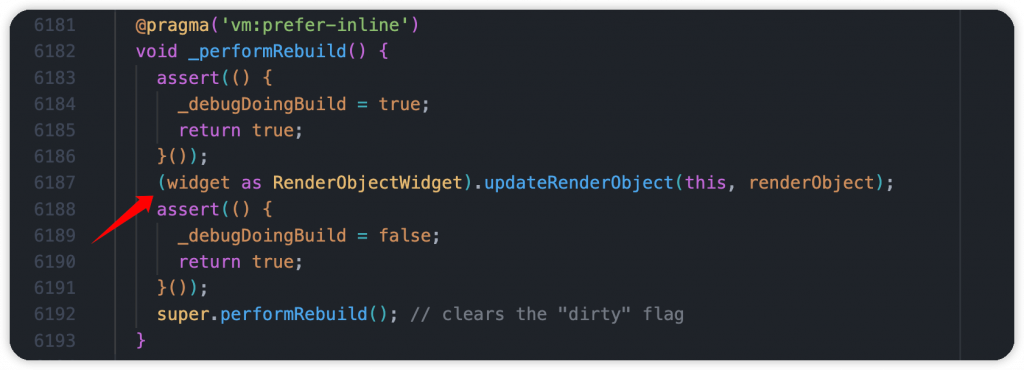 6181 @pragma('vm:prefer-inline')
6182 void _performRebuild() {
6183 assert(() {
6184 _debugDoingBuild = true;
6185 return true;
6186 }());
6187 (widget as RenderObjectWidget).updateRenderObject(this, renderObject);
6188 assert(() {
6189 _debugDoingBuild = false;
6190 return true;
6191 }());
6192 super.performRebuild(); // clears the "dirty" flag
6193 }